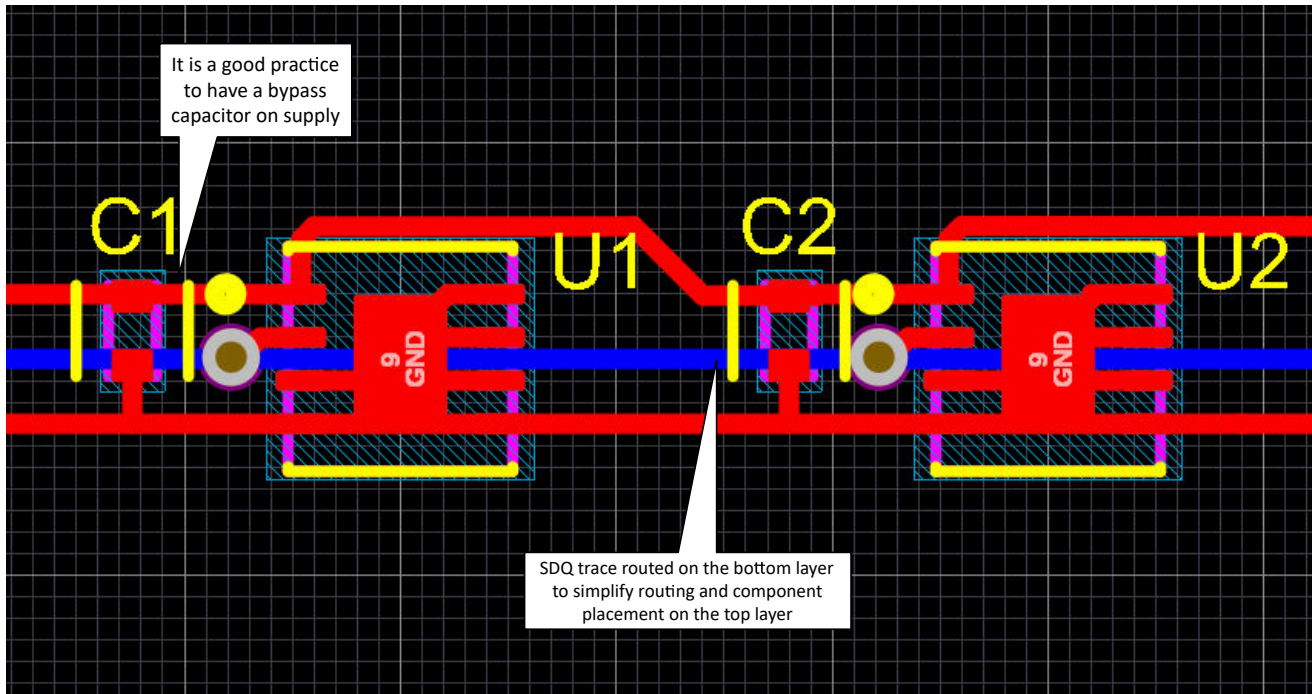 It is a good practice
to have a bypass
capacitor on supply
C1
U1
C2
U2
9
GND
9
GND
SDQ trace routed on the bottom layer
to simplify routing and component
placement on the top layer